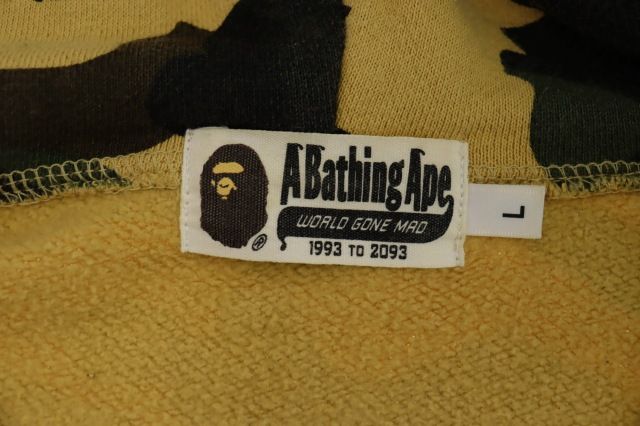 A Bathing Ape
WORLD GONE MAD
1993 TO 2093
®
L